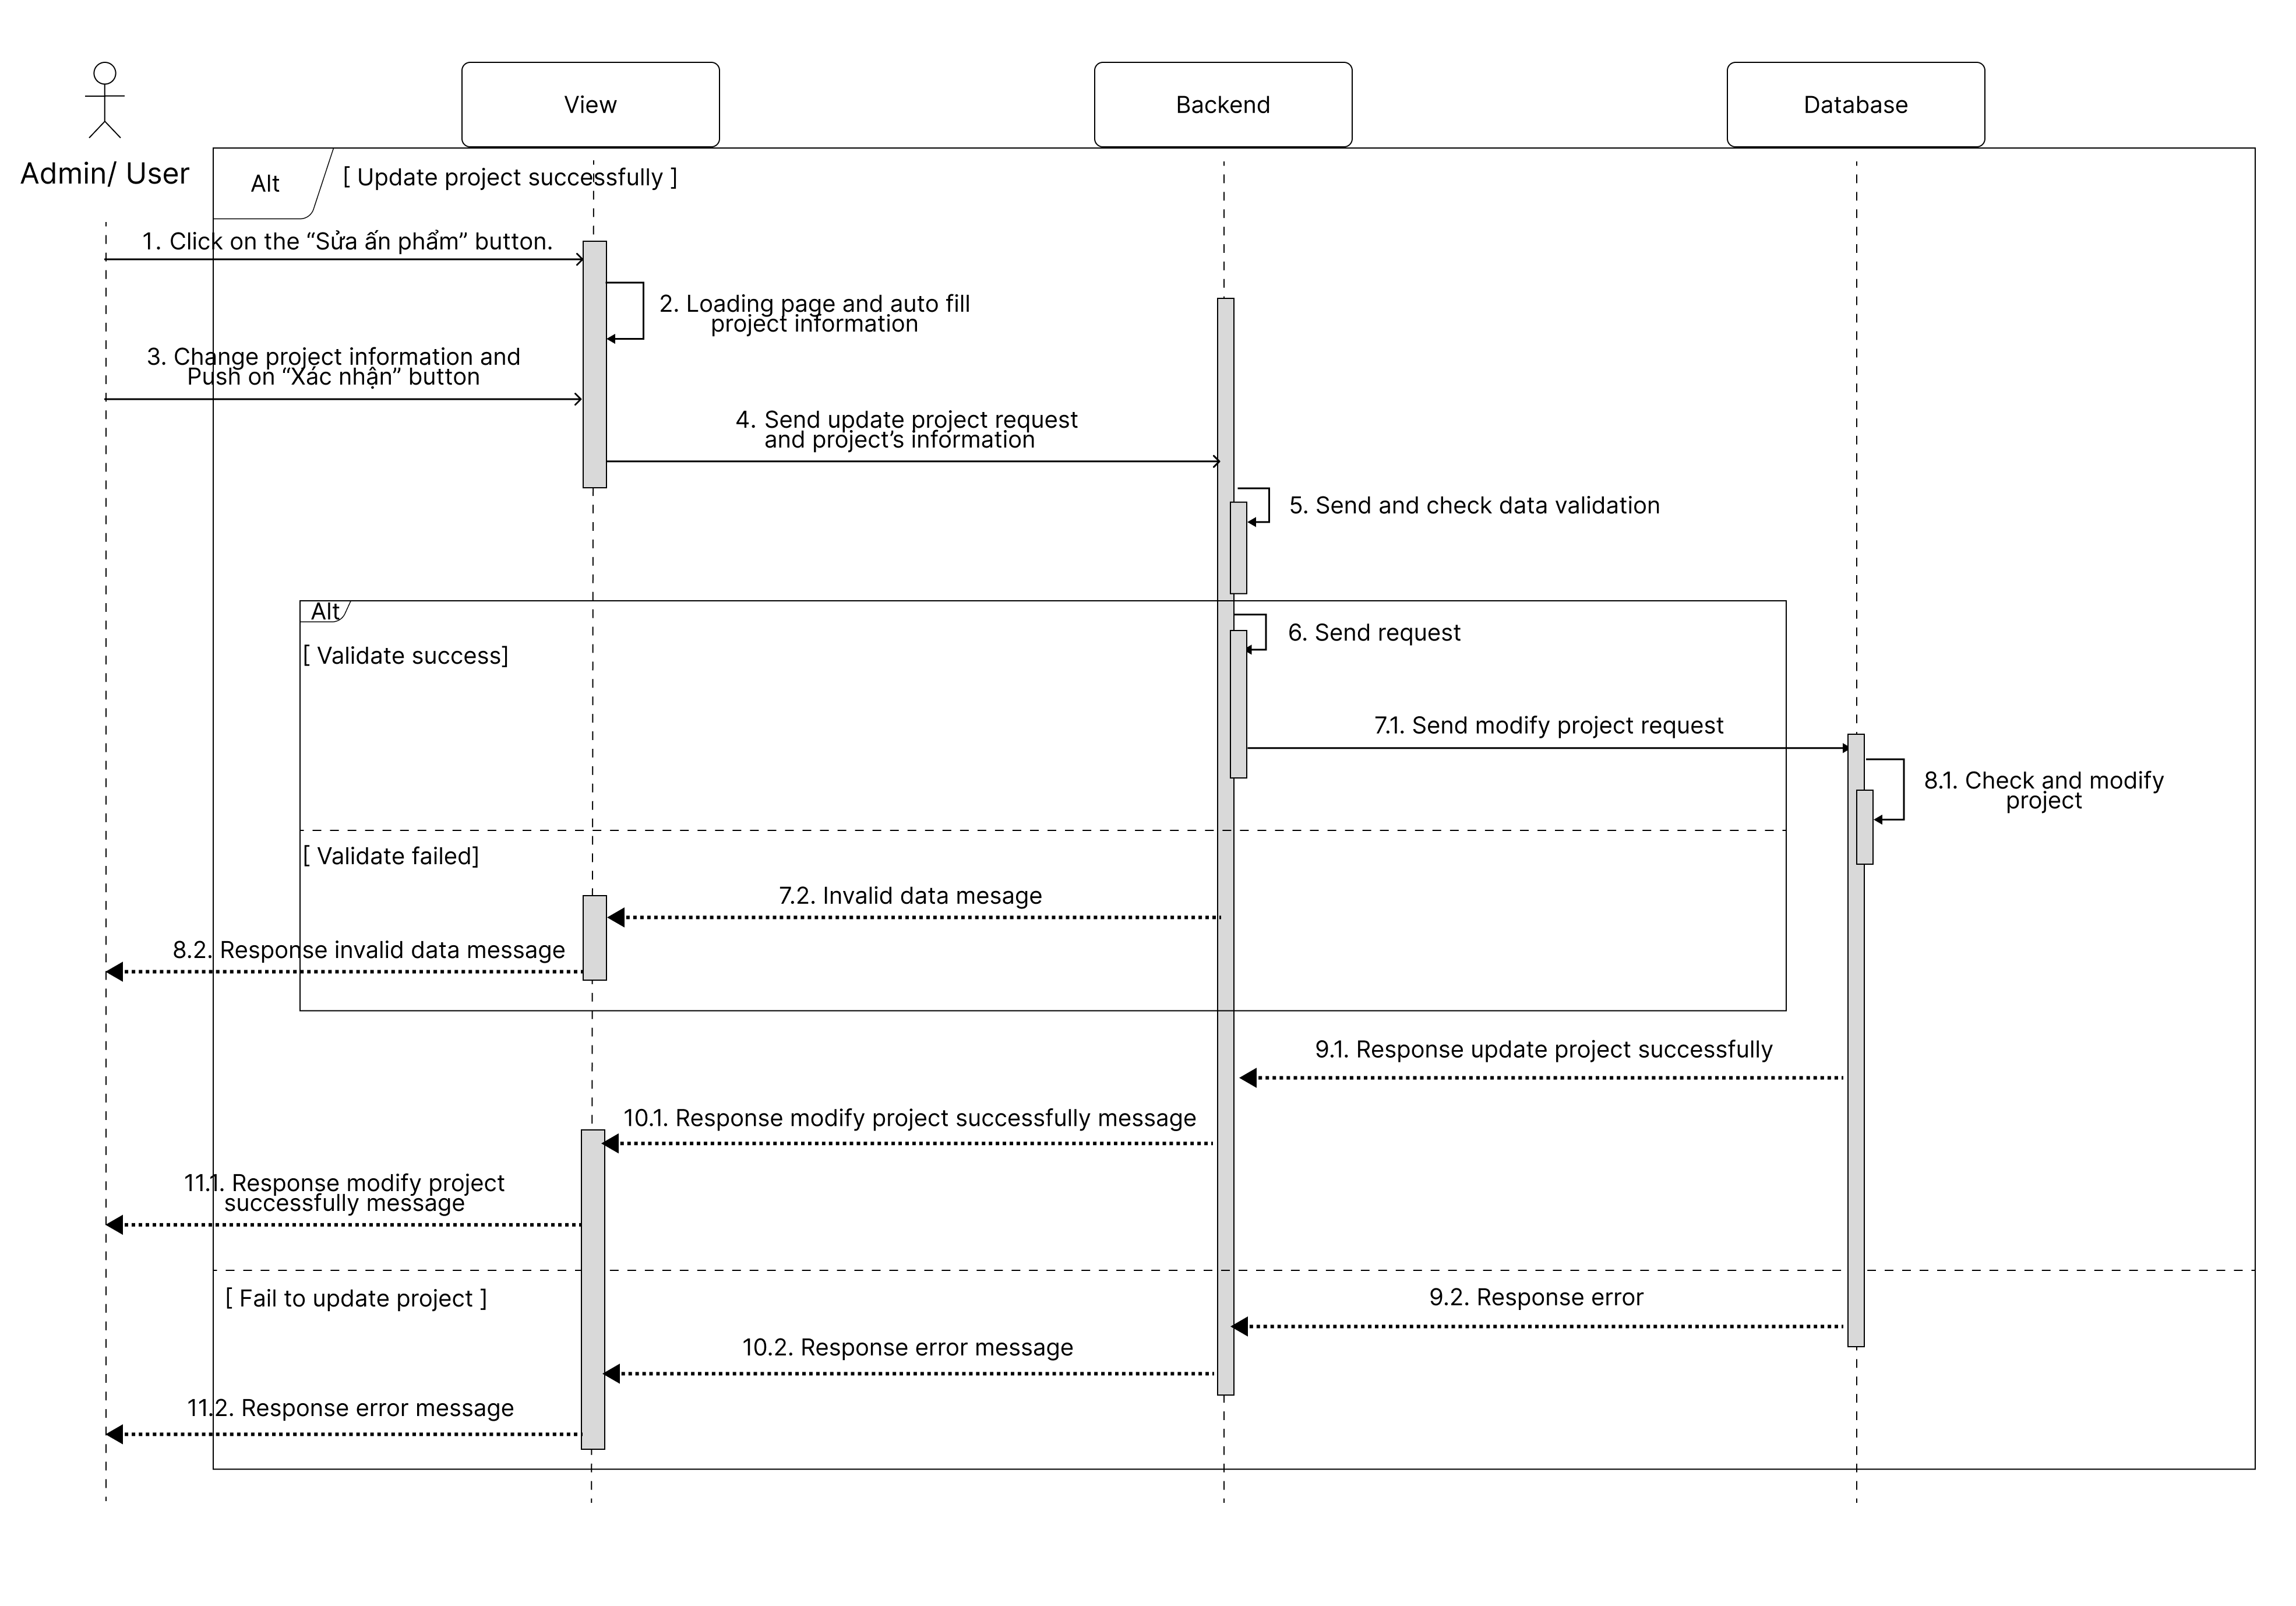 View
Backend
Database
Admin/ User
Alt
[ Update project successfully ]
1. Click on the “Sửa ấn phẩm” button.
2. Loading page and auto fill
project information
3. Change project information and
Push on “Xác nhận” button
4. Send update project request
and project’s information
5. Send and check data validation
Alt
6. Send request
[ Validate success]
7.1. Send modify project request
8.1. Check and modify
project
[ Validate failed]
7.2. Invalid data mesage
8.2. Response invalid data message
9.1. Response update project successfully
10.1. Response modify project successfully message
11.1. Response modify project
successfully message
[ Fail to update project ]
9.2. Response error
10.2. Response error message
11.2. Response error message